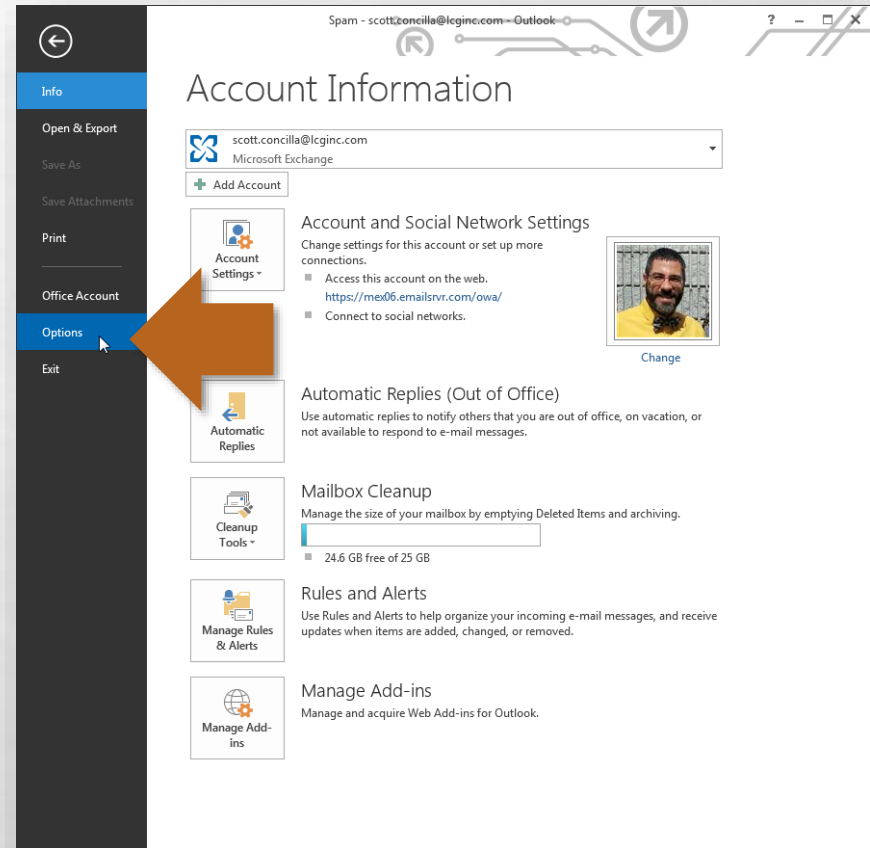 Spam - scott.concilla@lcginc.com - Outlook
?
Info
Open & Export
Save As
Save Attachments
Print
Office Account
Options
Exit
Account Information
scott.concilla@lcginc.com
Microsoft Exchange
Add Account
Account
Settings
Account and Social Network Settings
Change settings for this account or set up more
connections.
Access this account on the web.
https://mex06.emailsrvr.com/owa/
Connect to social networks.
Change
Automatic
Replies
Automatic Replies (Out of Office)
Use automatic replies to notify others that you are out of office, on vacation, or
not available to respond to e-mail messages.
Cleanup
Tools
Mailbox Cleanup
Manage the size of your mailbox by emptying Deleted Items and archiving.
24.6 GB free of 25 GB
Manage Rules
& Alerts
Rules and Alerts
Use Rules and Alerts to help organize your incoming e-mail messages, and receive
updates when items are added, changed, or removed.
Manage Add-
ins
Manage Add-ins
Manage and acquire Web Add-ins for Outlook.